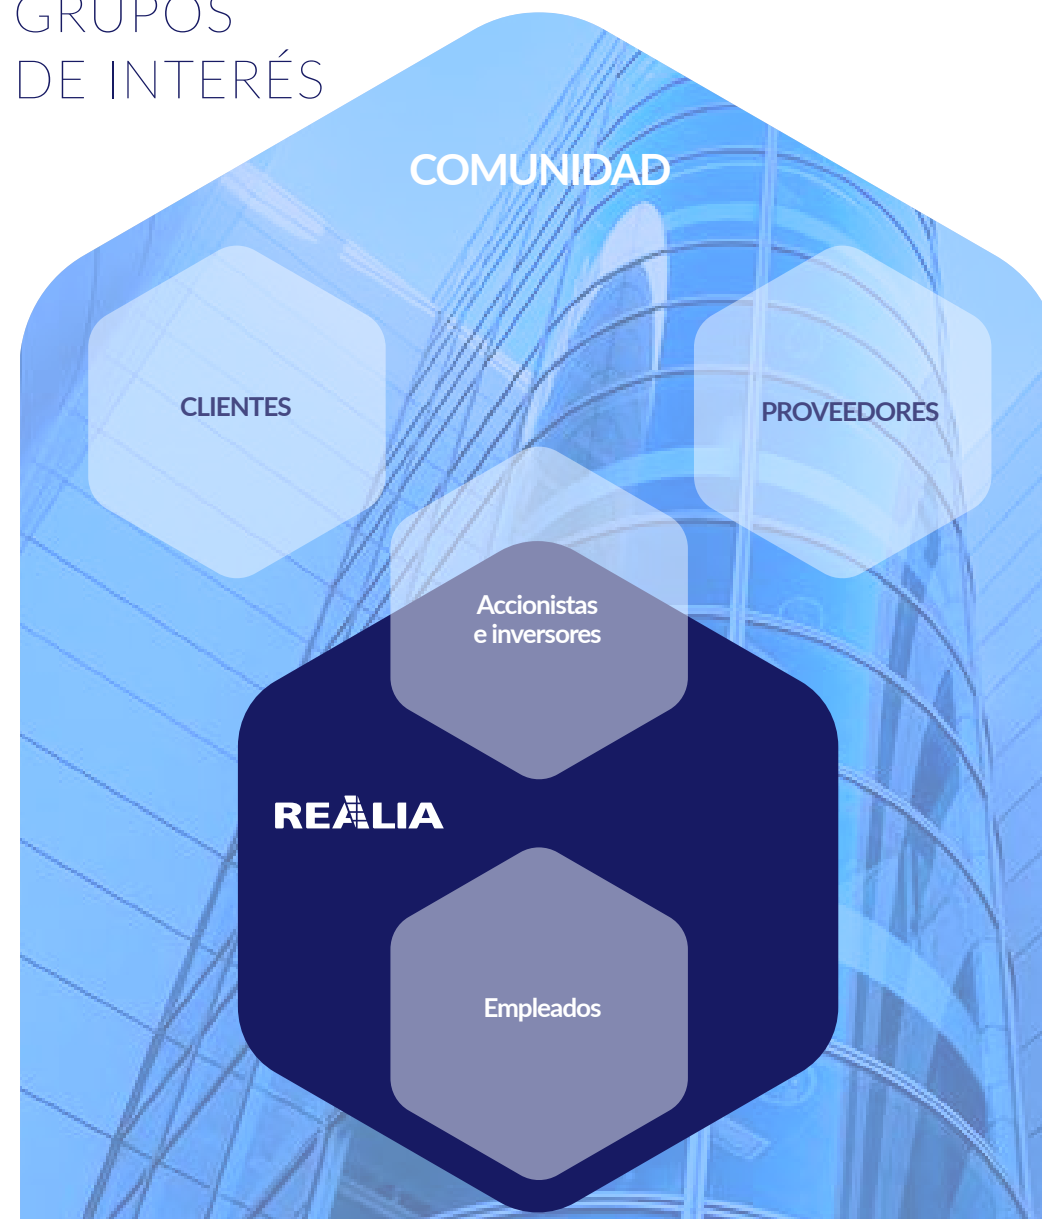 GRUPOS
DE INTERÉS
COMUNIDAD
CLIENTES
PROVEEDORES
Accionistas
e inversores
REALIA
Empleados